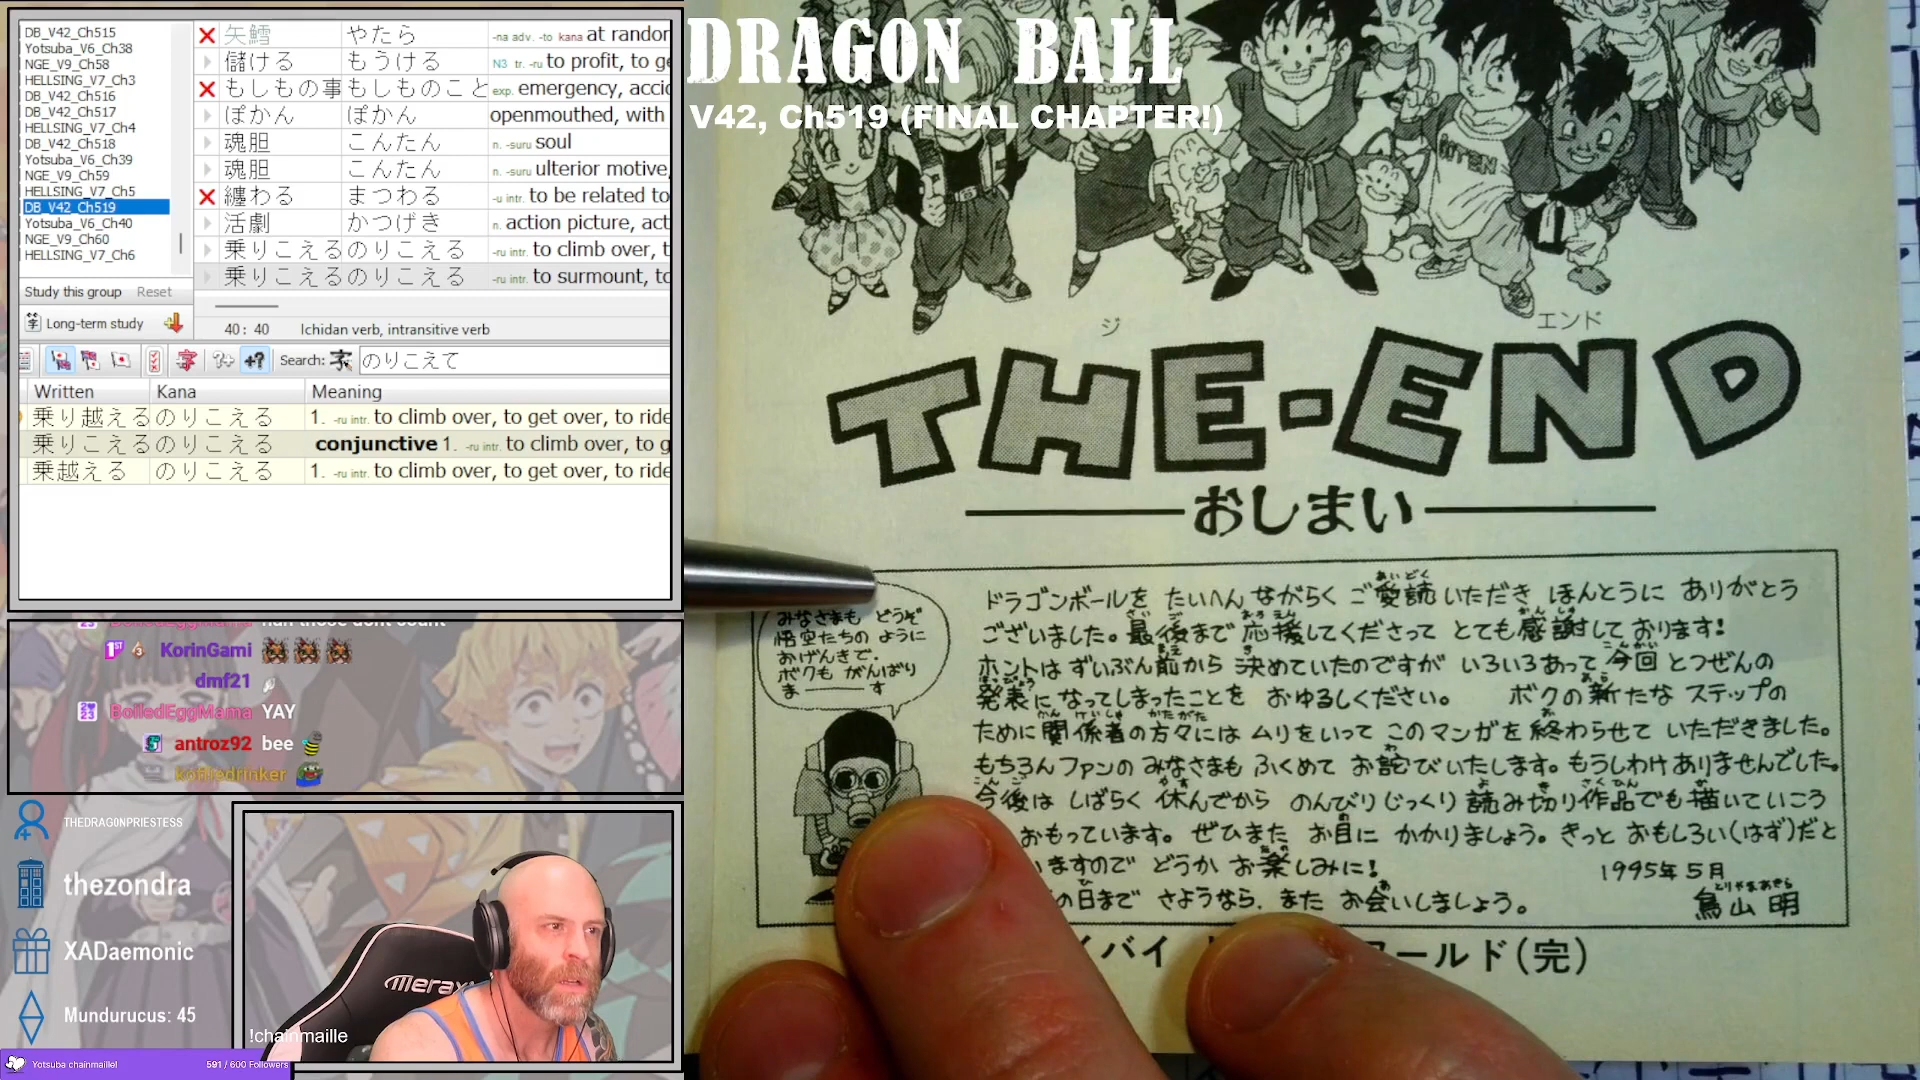 DB_V42_Ch515
Yotsuba_V6_Ch38
NGE_V9_Ch58
HELLSING_V7_Ch3
DB_V42_Ch516
DB_V42_Ch517
HELLSING_V7_Ch4
DB_V42_Ch518
Yotsuba_V6_Ch39
NGE_V9_Ch59
HELLSING_V7_Ch5
DB_V42_Ch519
Yotsuba_V6_Ch40
NGE_V9_Ch60
HELLSING_V7_Ch6
Study this group Reset
Long-term study
矢鱈 やたら -na adv. -to kana at random
儲ける もうける N3 tr. -ru to profit, to ge
もしもの事 もしものこと exp. emergency, accid
ぽかん ぽかん openmouthed, with
魂胆 こんたん n. -suru soul
魂胆 こんたん n. -suru ulterior motive,
纏わる まつわる -u intr. to be related to
活劇 かつげき n. action picture, act
乗りこえる のりこえる -ru intr. to climb over, t
乗りこえる のりこえる -ru intr. to surmount, to
40: 40 Ichidan verb, intransitive verb
Search: のりこえて
Written Kana Meaning
乗り越える のりこえる 1. -ru intr. to climb over, to get over, to ride
乗りこえる のりこえる conjunctive 1. -ru intr. to climb over, to g
乗越える のりこえる 1. -ru intr. to climb over, to get over, to ride
KorinGami
dmf21
BoiledEggMama YAY
antroz92 bee
koffiedrinker
THEDRAG0NPRIESTESS
thezondra
XADaemonic
Mundurucus: 45
Yotsuba chainmaille! 591 / 600 Followers
!chainmaille
meraX
DRAGON BALL
V42, Ch519 (FINAL CHAPTER!)
ジ エンド
THE-END
おしまい
みなさまも どうぞ
悟空たちの ように
おげんきで.
ボクも がんばり
ま——す
ドラゴンボールを たいへん ながらく ご愛読いただき ほんとうに ありがとう
ございました。最後まで 応援してくださって とても感謝しております!
ホントは ずいぶん前から 決めていたのですが いろいろあって 今回 とつぜんの
発表に なってしまったことを おゆるしください。 ボクの新たな ステップの
ために 関係者の方々には ムリをいって このマンガを終わらせて いただきました。
もちろん ファンの みなさまも ふくめて お詫びいたします。もうしわけありませんでした。
今後は しばらく 休んでから のんびりじっくり 読み切り作品でも描いていこう
おもっています。ぜひまた お目に かかりましょう。きっと おもしろい(はず)だと
いますので どうか お楽しみに!
の日まで さようなら. また お会いしましょう。
1995年 5月
とりやまあきら
鳥山 明
イバイ
ールド(完)